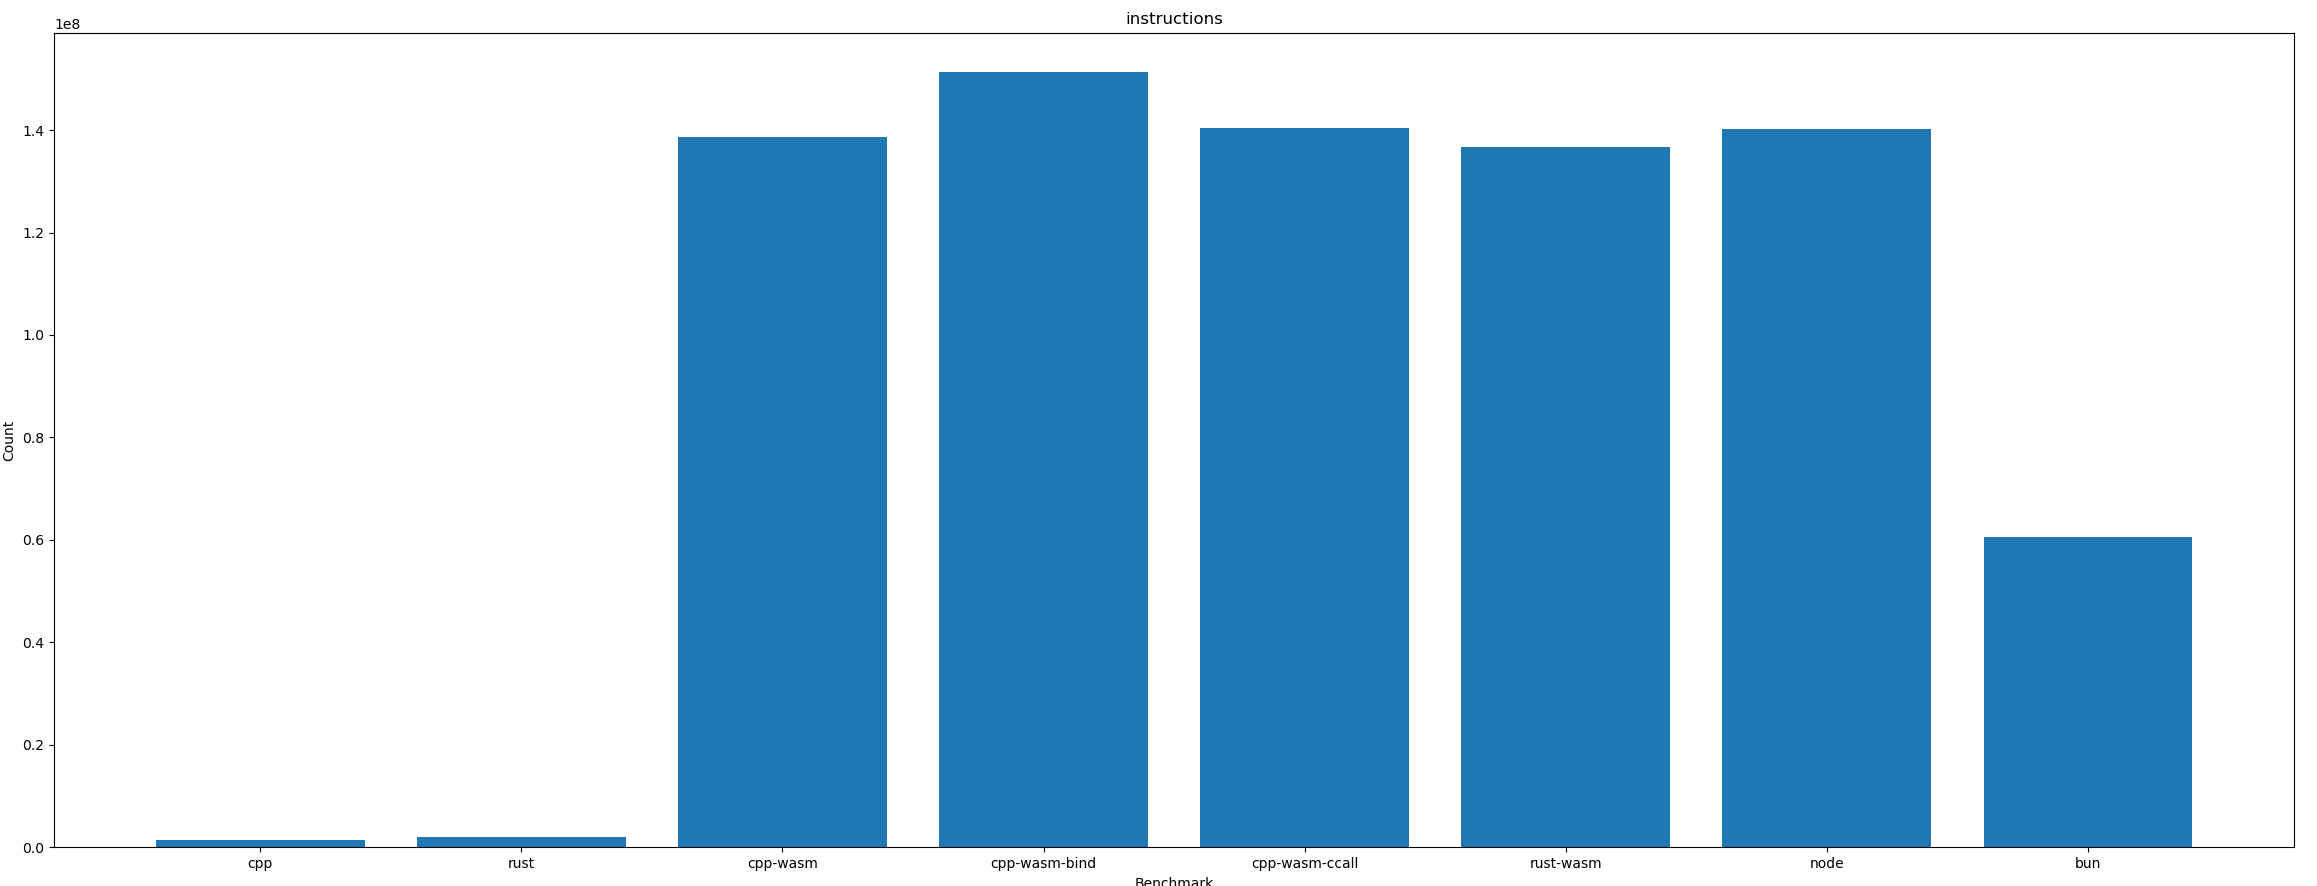 instructions
1e8
1.4
1.2
1.0
0.8
0.6
0.4
0.2
0.0
Count
cpp rust cpp-wasm cpp-wasm-bind cpp-wasm-ccall rust-wasm node bun
Benchmark